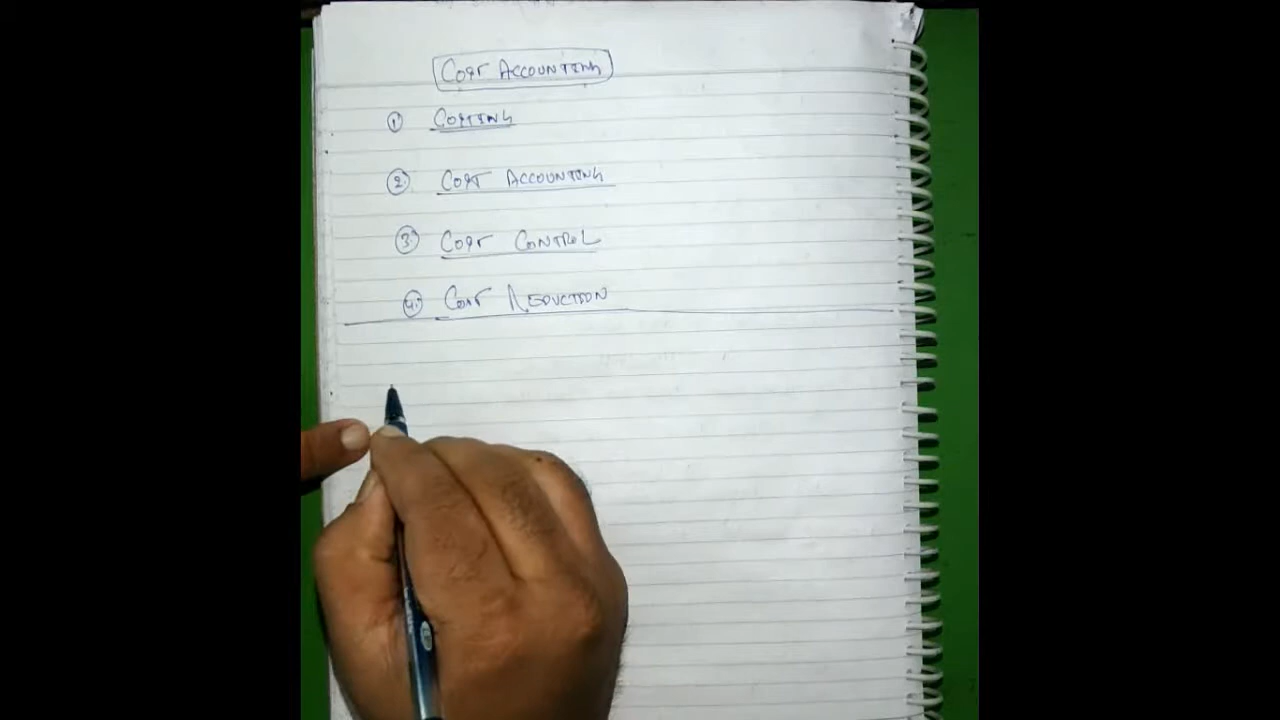 COST ACCOUNTING
1. COSTING
2. COST ACCOUNTING
3. COST CONTROL
4. COST REDUCTION